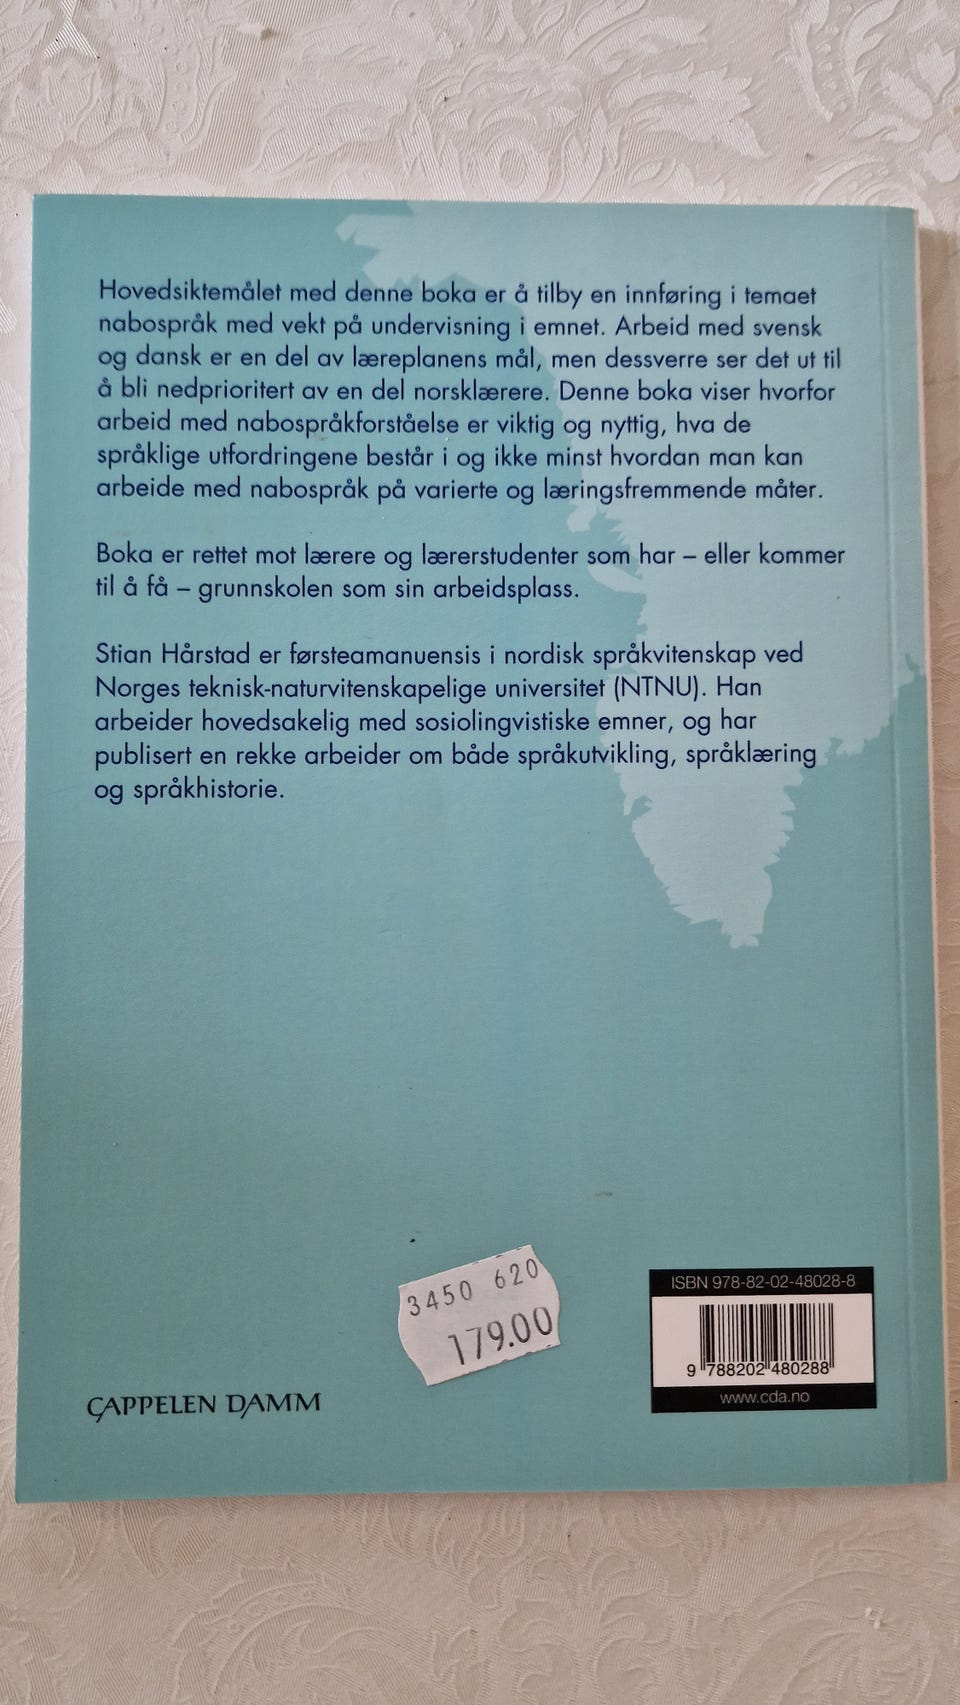 Hovedsiktemålet med denne boka er å tilby en innføring i temaet
nabospråk med vekt på undervisning i emnet. Arbeid med svensk
og dansk er en del av læreplanens mål, men dessverre ser det ut til
å bli nedprioritert av en del norsklærere. Denne boka viser hvorfor
arbeid med nabospråkforståelse er viktig og nyttig, hva de
språklige utfordringene består i og ikke minst hvordan man kan
arbeide med nabospråk på varierte og læringsfremmende måter.
Boka er rettet mot lærere og lærerstudenter som har – eller kommer
til å få – grunnskolen som sin arbeidsplass.
Stian Hårstad er førsteamanuensis i nordisk språkvitenskap ved
Norges teknisk-naturvitenskapelige universitet (NTNU). Han
arbeider hovedsakelig med sosiolingvistiske emner, og har
publisert en rekke arbeider om både språkutvikling, språklæring
og språkhistorie.
3450 620
179.00
ISBN 978-82-02-48028-8
9 788202 480288
www.cda.no
CAPPELEN DAMM